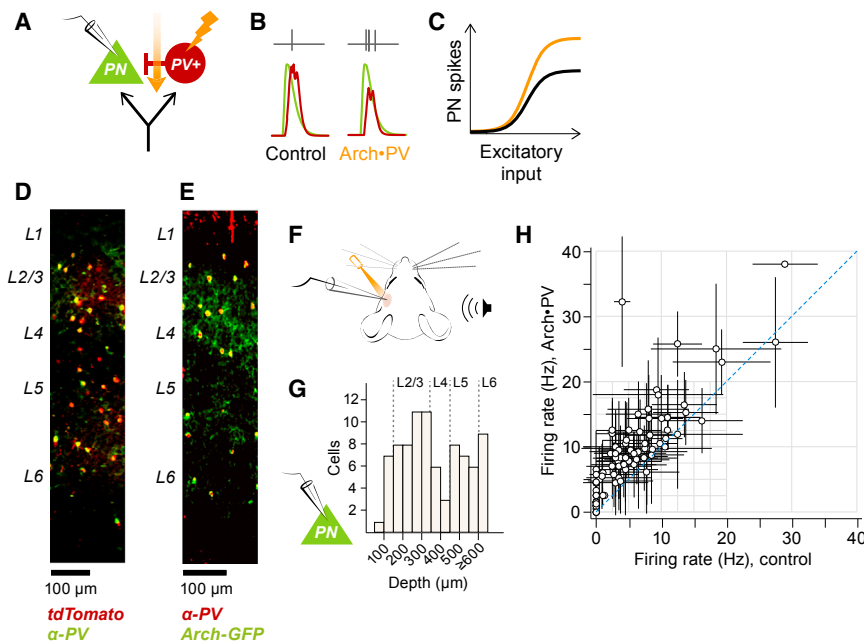 A
PN
PV+
B
Control
Arch•PV
C
PN spikes
Excitatory
input
D
L1
L2/3
L4
L5
L6
100 µm
tdTomato
α-PV
E
L1
L2/3
L4
L5
L6
100 µm
α-PV
Arch-GFP
F
G
PN
L2/3
L4
L5
L6
Cells
12
10
8
6
4
2
100
200
300
400
500
≥600
Depth (µm)
H
Firing rate (Hz), Arch•PV
40
30
20
10
0
0
5
10
20
30
40
Firing rate (Hz), control